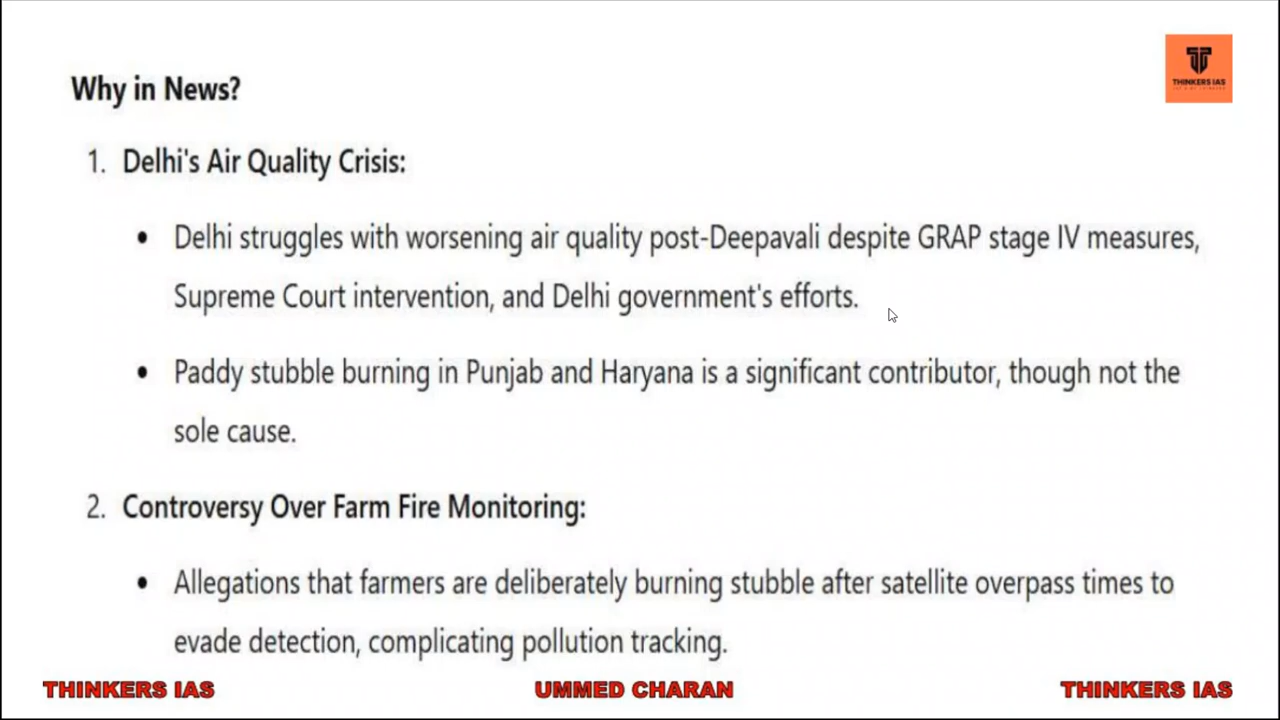 THINKERS IAS
Why in News?
1. Delhi's Air Quality Crisis:
• Delhi struggles with worsening air quality post-Deepavali despite GRAP stage IV measures,
Supreme Court intervention, and Delhi government's efforts.
• Paddy stubble burning in Punjab and Haryana is a significant contributor, though not the
sole cause.
2. Controversy Over Farm Fire Monitoring:
• Allegations that farmers are deliberately burning stubble after satellite overpass times to
evade detection, complicating pollution tracking.
THINKERS IAS UMMED CHARAN THINKERS IAS